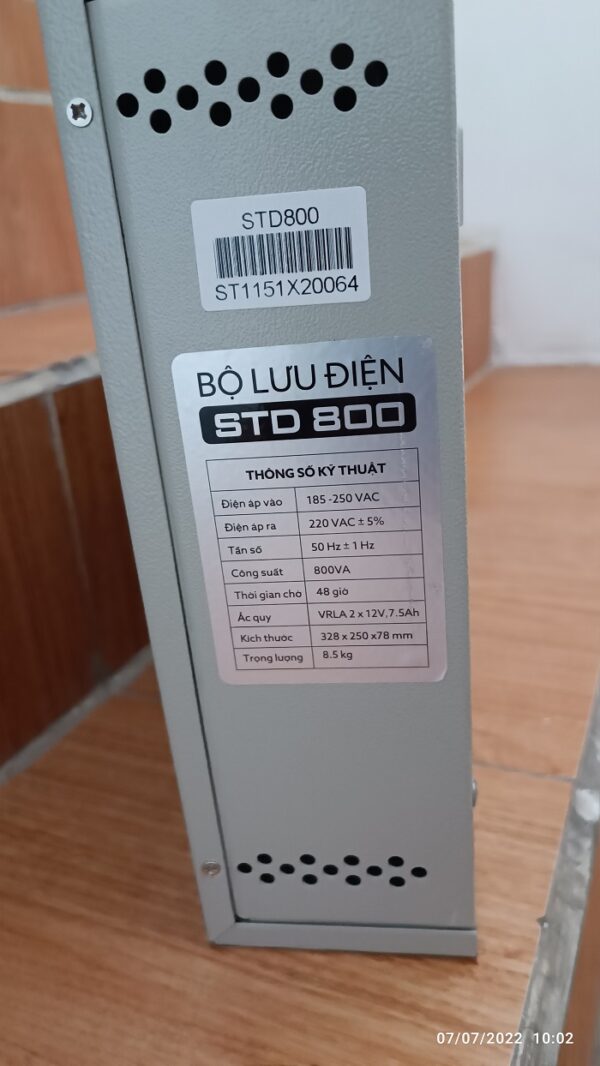 STD800
ST1151X20064
BỘ LƯU ĐIỆN
STD 800
THÔNG SỐ KỸ THUẬT
Điện áp vào 185 -250 VAC
Điện áp ra 220 VAC ± 5%
Tần số 50 Hz ± 1 Hz
Công suất 800VA
Thời gian chờ 48 giờ
Ắc quy VRLA 2 x 12V,7.5Ah
Kích thước 328 x 250 x78 mm
Trọng lượng 8.5 kg
07/07/2022 10:02